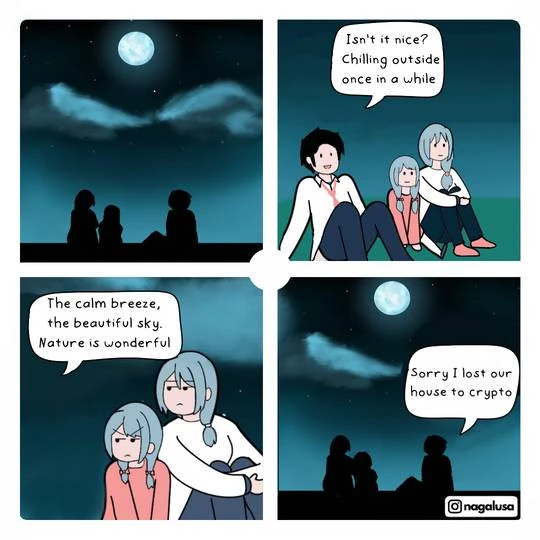 Isn't it nice?
Chilling outside
once in a while
The calm breeze,
the beautiful sky.
Nature is wonderful
Sorry I lost our
house to crypto
nagalusa